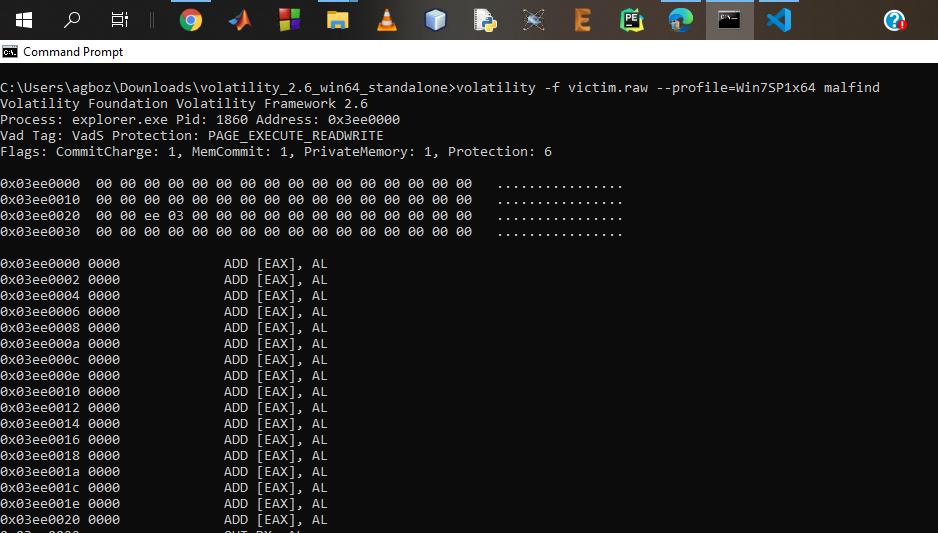 PE
Command Prompt
C:\Users\agboz\Downloads\volatility_2.6_win64_standalone>volatility -f victim.raw --profile=Win7SP1x64 malfind
Volatility Foundation Volatility Framework 2.6
Process: explorer.exe Pid: 1860 Address: 0x3ee0000
Vad Tag: VadS Protection: PAGE_EXECUTE_READWRITE
Flags: CommitCharge: 1, MemCommit: 1, PrivateMemory: 1, Protection: 6
0x03ee0000  00 00 00 00 00 00 00 00 00 00 00 00 00 00 00 00   ................
0x03ee0010  00 00 00 00 00 00 00 00 00 00 00 00 00 00 00 00   ................
0x03ee0020  00 00 ee 03 00 00 00 00 00 00 00 00 00 00 00 00   ................
0x03ee0030  00 00 00 00 00 00 00 00 00 00 00 00 00 00 00 00   ................
0x03ee0000 0000             ADD [EAX], AL
0x03ee0002 0000             ADD [EAX], AL
0x03ee0004 0000             ADD [EAX], AL
0x03ee0006 0000             ADD [EAX], AL
0x03ee0008 0000             ADD [EAX], AL
0x03ee000a 0000             ADD [EAX], AL
0x03ee000c 0000             ADD [EAX], AL
0x03ee000e 0000             ADD [EAX], AL
0x03ee0010 0000             ADD [EAX], AL
0x03ee0012 0000             ADD [EAX], AL
0x03ee0014 0000             ADD [EAX], AL
0x03ee0016 0000             ADD [EAX], AL
0x03ee0018 0000             ADD [EAX], AL
0x03ee001a 0000             ADD [EAX], AL
0x03ee001c 0000             ADD [EAX], AL
0x03ee001e 0000             ADD [EAX], AL
0x03ee0020 0000             ADD [EAX], AL